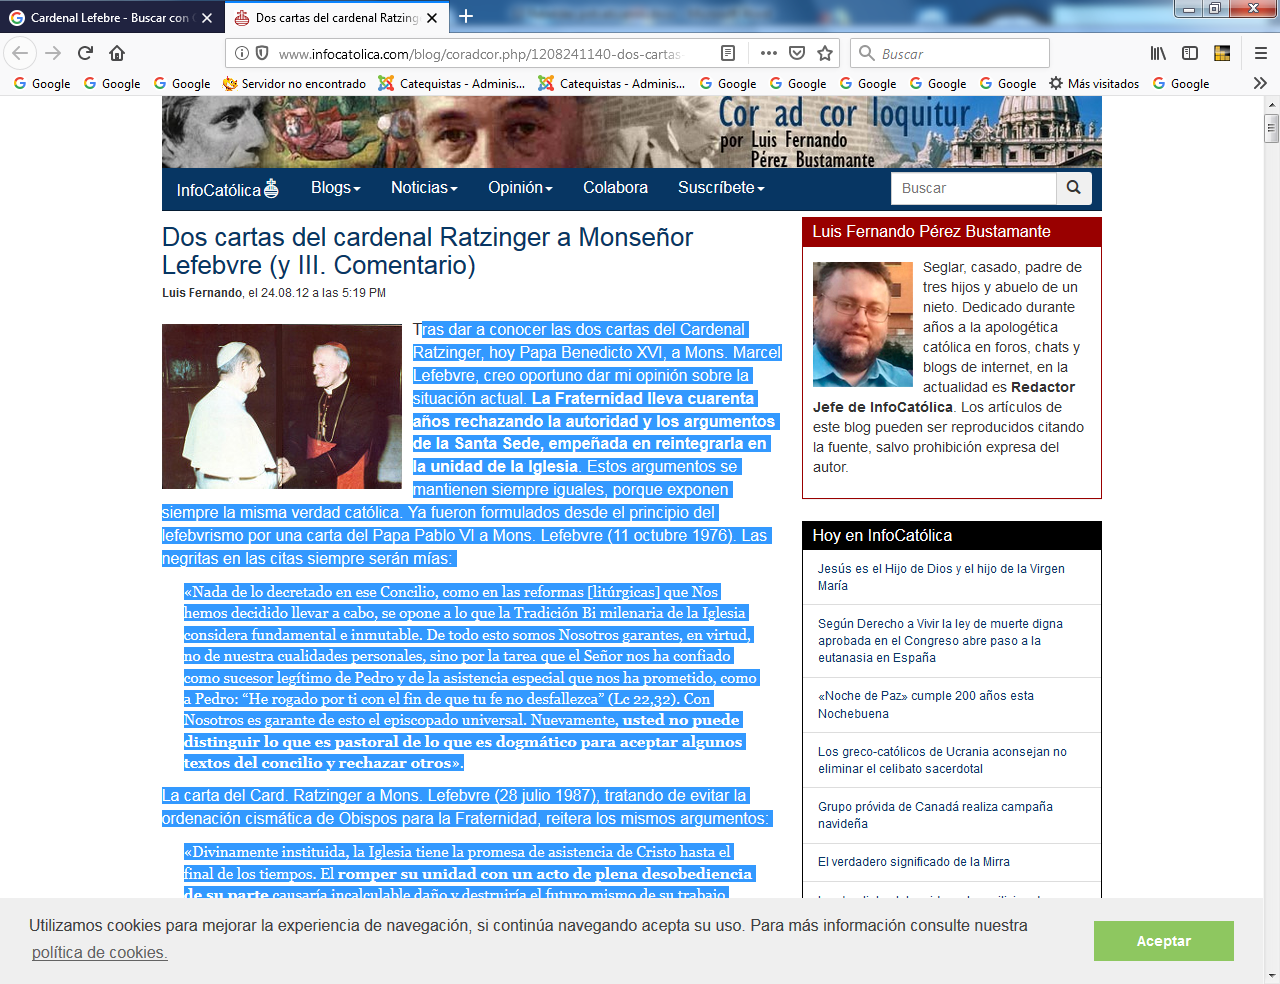 Cardenal Lefebre - Buscar con G
Dos cartas del cardenal Ratzing
www.infocatolica.com/blog/coradcor.php/1208241140-dos-cartas-
Buscar
Google
Google
Google
Servidor no encontrado
Catequistas - Adminis...
Catequistas - Adminis...
Google
Google
Google
Google
Google
Más visitados
Google
Cor ad cor loquitur
por Luis Fernando
Pérez Bustamante
InfoCatólica
Blogs
Noticias
Opinión
Colabora
Suscríbete
Buscar
Dos cartas del cardenal Ratzinger a Monseñor
Lefebvre (y III. Comentario)
Luis Fernando, el 24.08.12 a las 5:19 PM
Tras dar a conocer las dos cartas del Cardenal
Ratzinger, hoy Papa Benedicto XVI, a Mons. Marcel
Lefebvre, creo oportuno dar mi opinión sobre la
situación actual. La Fraternidad lleva cuarenta
años rechazando la autoridad y los argumentos
de la Santa Sede, empeñada en reintegrarla en
la unidad de la Iglesia. Estos argumentos se
mantienen siempre iguales, porque exponen
siempre la misma verdad católica. Ya fueron formulados desde el principio del
lefebvrismo por una carta del Papa Pablo VI a Mons. Lefebvre (11 octubre 1976). Las
negritas en las citas siempre serán mías:
«Nada de lo decretado en ese Concilio, como en las reformas [litúrgicas] que Nos
hemos decidido llevar a cabo, se opone a lo que la Tradición Bi milenaria de la Iglesia
considera fundamental e inmutable. De todo esto somos Nosotros garantes, en virtud,
no de nuestra cualidades personales, sino por la tarea que el Señor nos ha confiado
como sucesor legítimo de Pedro y de la asistencia especial que nos ha prometido, como
a Pedro: “He rogado por ti con el fin de que tu fe no desfallezca” (Lc 22,32). Con
Nosotros es garante de esto el episcopado universal. Nuevamente, usted no puede
distinguir lo que es pastoral de lo que es dogmático para aceptar algunos
textos del concilio y rechazar otros».
La carta del Card. Ratzinger a Mons. Lefebvre (28 julio 1987), tratando de evitar la
ordenación cismática de Obispos para la Fraternidad, reitera los mismos argumentos:
«Divinamente instituida, la Iglesia tiene la promesa de asistencia de Cristo hasta el
final de los tiempos. El romper su unidad con un acto de plena desobediencia
de su parte causaría incalculable daño y destruiría el futuro mismo de su trabajo
Luis Fernando Pérez Bustamante
Seglar, casado, padre de
tres hijos y abuelo de un
nieto. Dedicado durante
años a la apologética
católica en foros, chats y
blogs de internet, en la
actualidad es Redactor
Jefe de InfoCatólica. Los artículos de
este blog pueden ser reproducidos citando
la fuente, salvo prohibición expresa del
autor.
Hoy en InfoCatólica
Jesús es el Hijo de Dios y el hijo de la Virgen
María
Según Derecho a Vivir la ley de muerte digna
aprobada en el Congreso abre paso a la
eutanasia en España
«Noche de Paz» cumple 200 años esta
Nochebuena
Los greco-católicos de Ucrania aconsejan no
eliminar el celibato sacerdotal
Grupo próvida de Canadá realiza campaña
navideña
El verdadero significado de la Mirra
Utilizamos cookies para mejorar la experiencia de navegación, si continúa navegando acepta su uso. Para más información consulte nuestra
política de cookies.
Aceptar